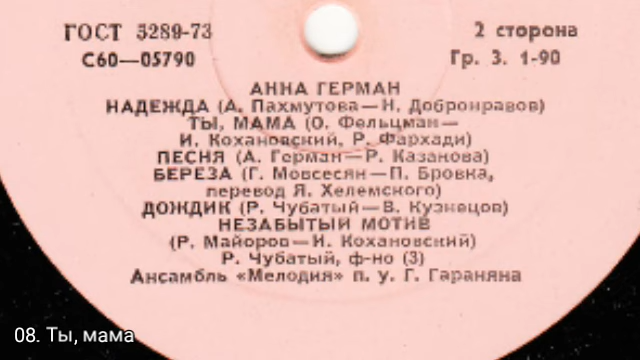 ГОСТ 5289-73
2 сторона
С60—05790
Гр. 3. 1-90
АННА ГЕРМАН
НАДЕЖДА (А. Пахмутова—Н. Добронравов)
ТЫ, МАМА (О. Фельцман—
И. Кохановский, Р. Фархади)
ПЕСНЯ (А. Герман—Р. Казакова)
БЕРЕЗА (Г. Мовсесян—П. Бровка,
перевод Я. Хелемского)
ДОЖДИК (Р. Чубатый—В. Кузнецов)
НЕЗАБЫТЫЙ МОТИВ
(Р. Майоров—И. Кохановский)
Р. Чубатый, ф-но (3)
Ансамбль «Мелодия» п. у. Г. Гараняна
08. Ты, мама